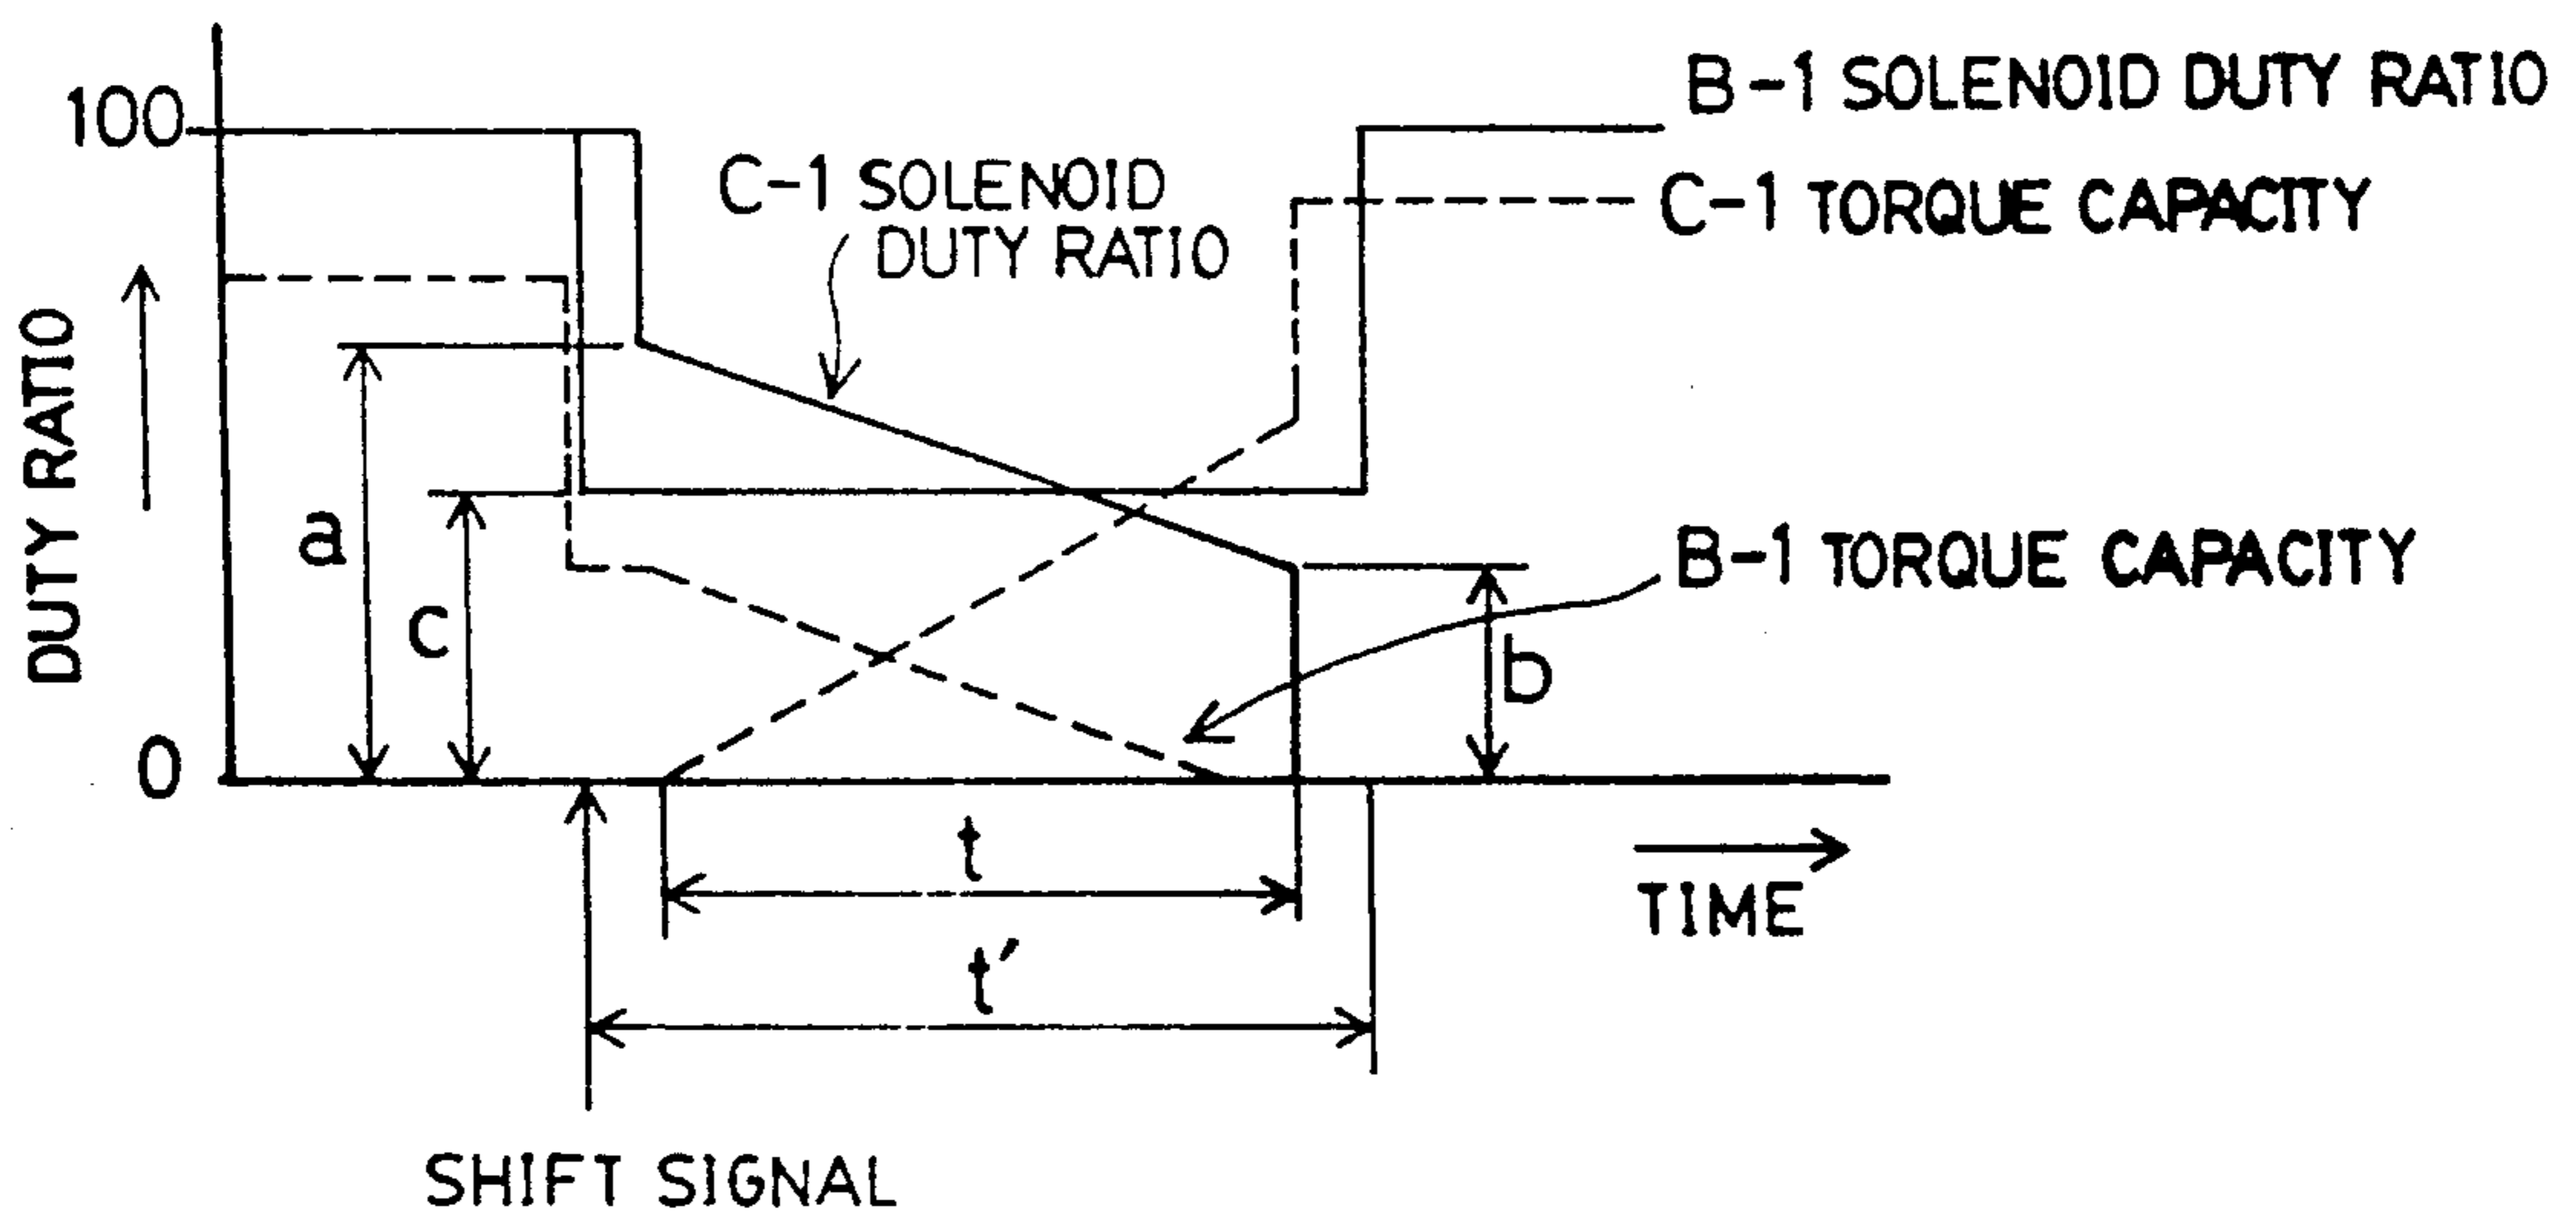 100
B-1 SOLENOID DUTY RATIO
C-1 SOLENOID
DUTY RATIO
C-1 TORQUE CAPACITY
DUTY RATIO
a
c
B-1 TORQUE CAPACITY
b
0
t
TIME
t′
SHIFT SIGNAL